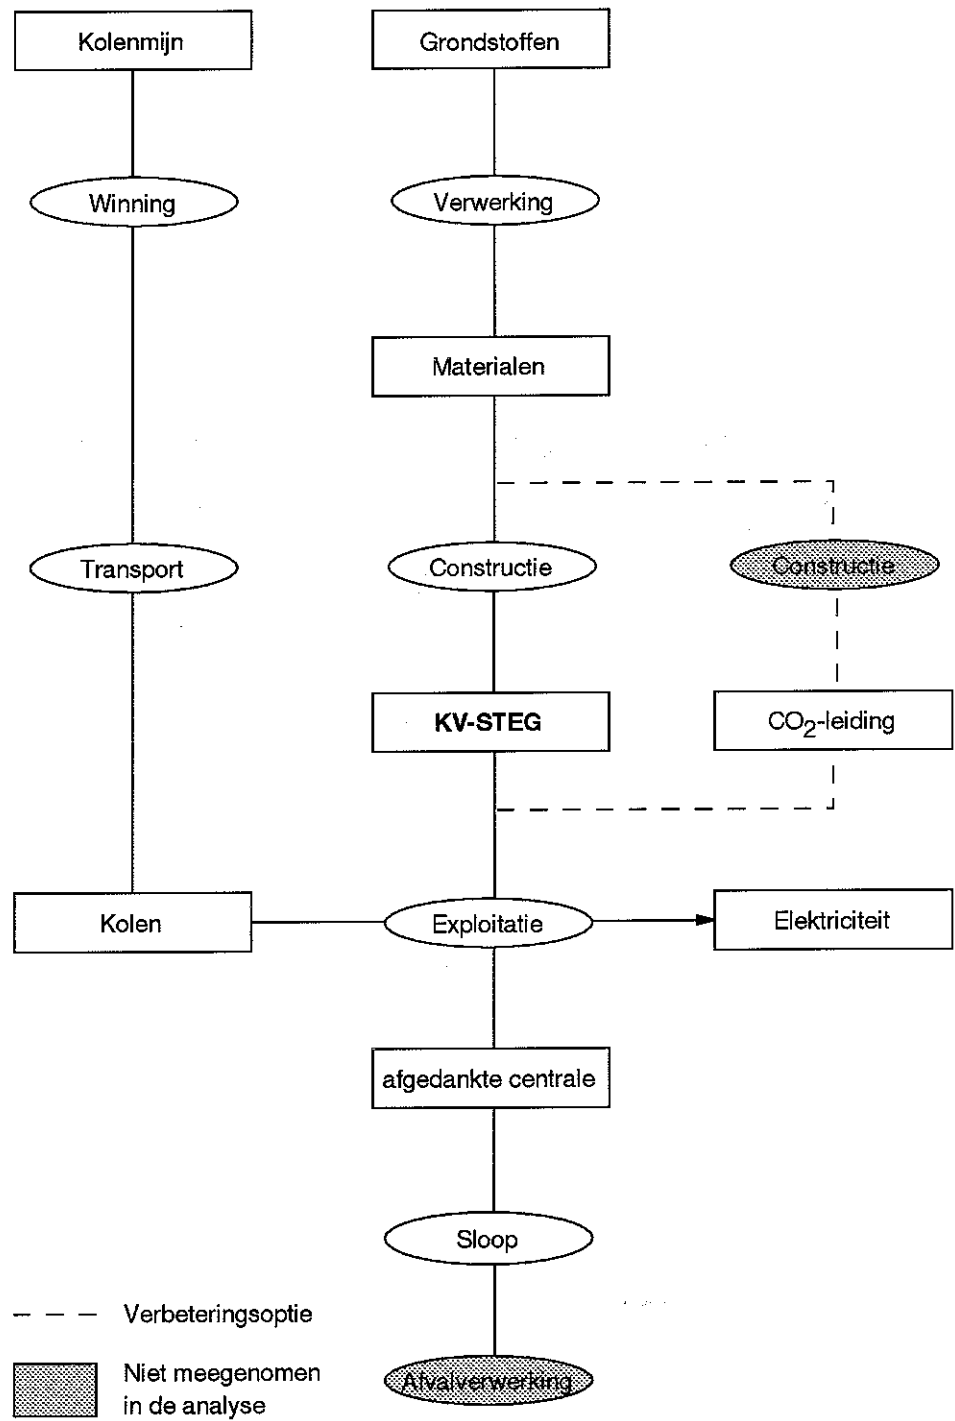 Kolenmijn
Grondstoffen
Winning
Verwerking
Materialen
Transport
Constructie
Constructie
KV-STEG
CO2-leiding
Kolen
Exploitatie
Elektriciteit
afgedankte centrale
Sloop
Verbeteringsoptie
Niet meegenomen
in de analyse
Afvalverwerking